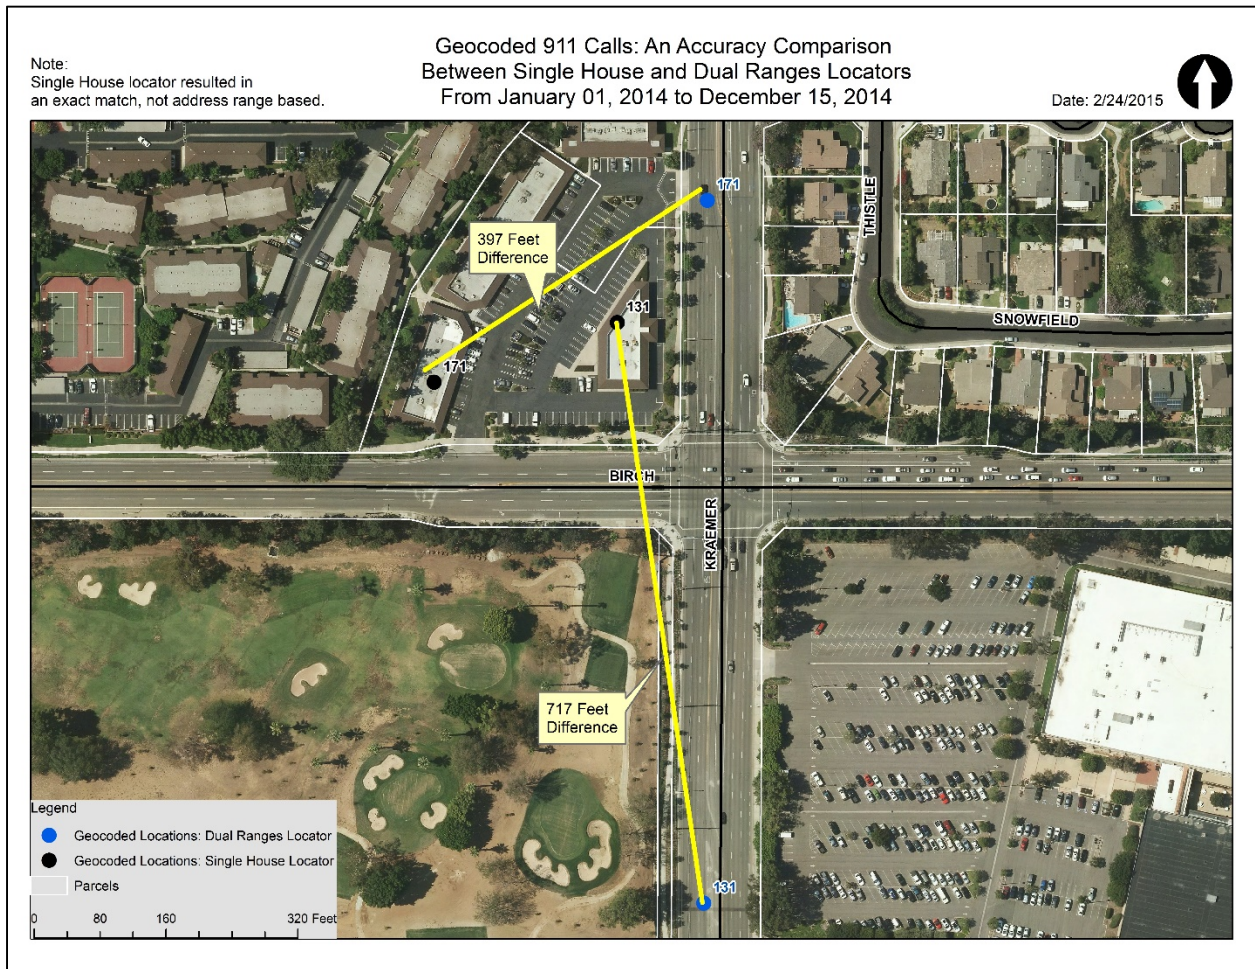 Geocoded 911 Calls: An Accuracy Comparison
Between Single House and Dual Ranges Locators
From January 01, 2014 to December 15, 2014
Note:
Single House locator resulted in
an exact match, not address range based.
Date: 2/24/2015
171
THISTLE
397 Feet
Difference
131
SNOWFIELD
171
BIRCH
KRAEMER
717 Feet
Difference
131
Legend
Geocoded Locations: Dual Ranges Locator
Geocoded Locations: Single House Locator
Parcels
0 80 160 320 Feet